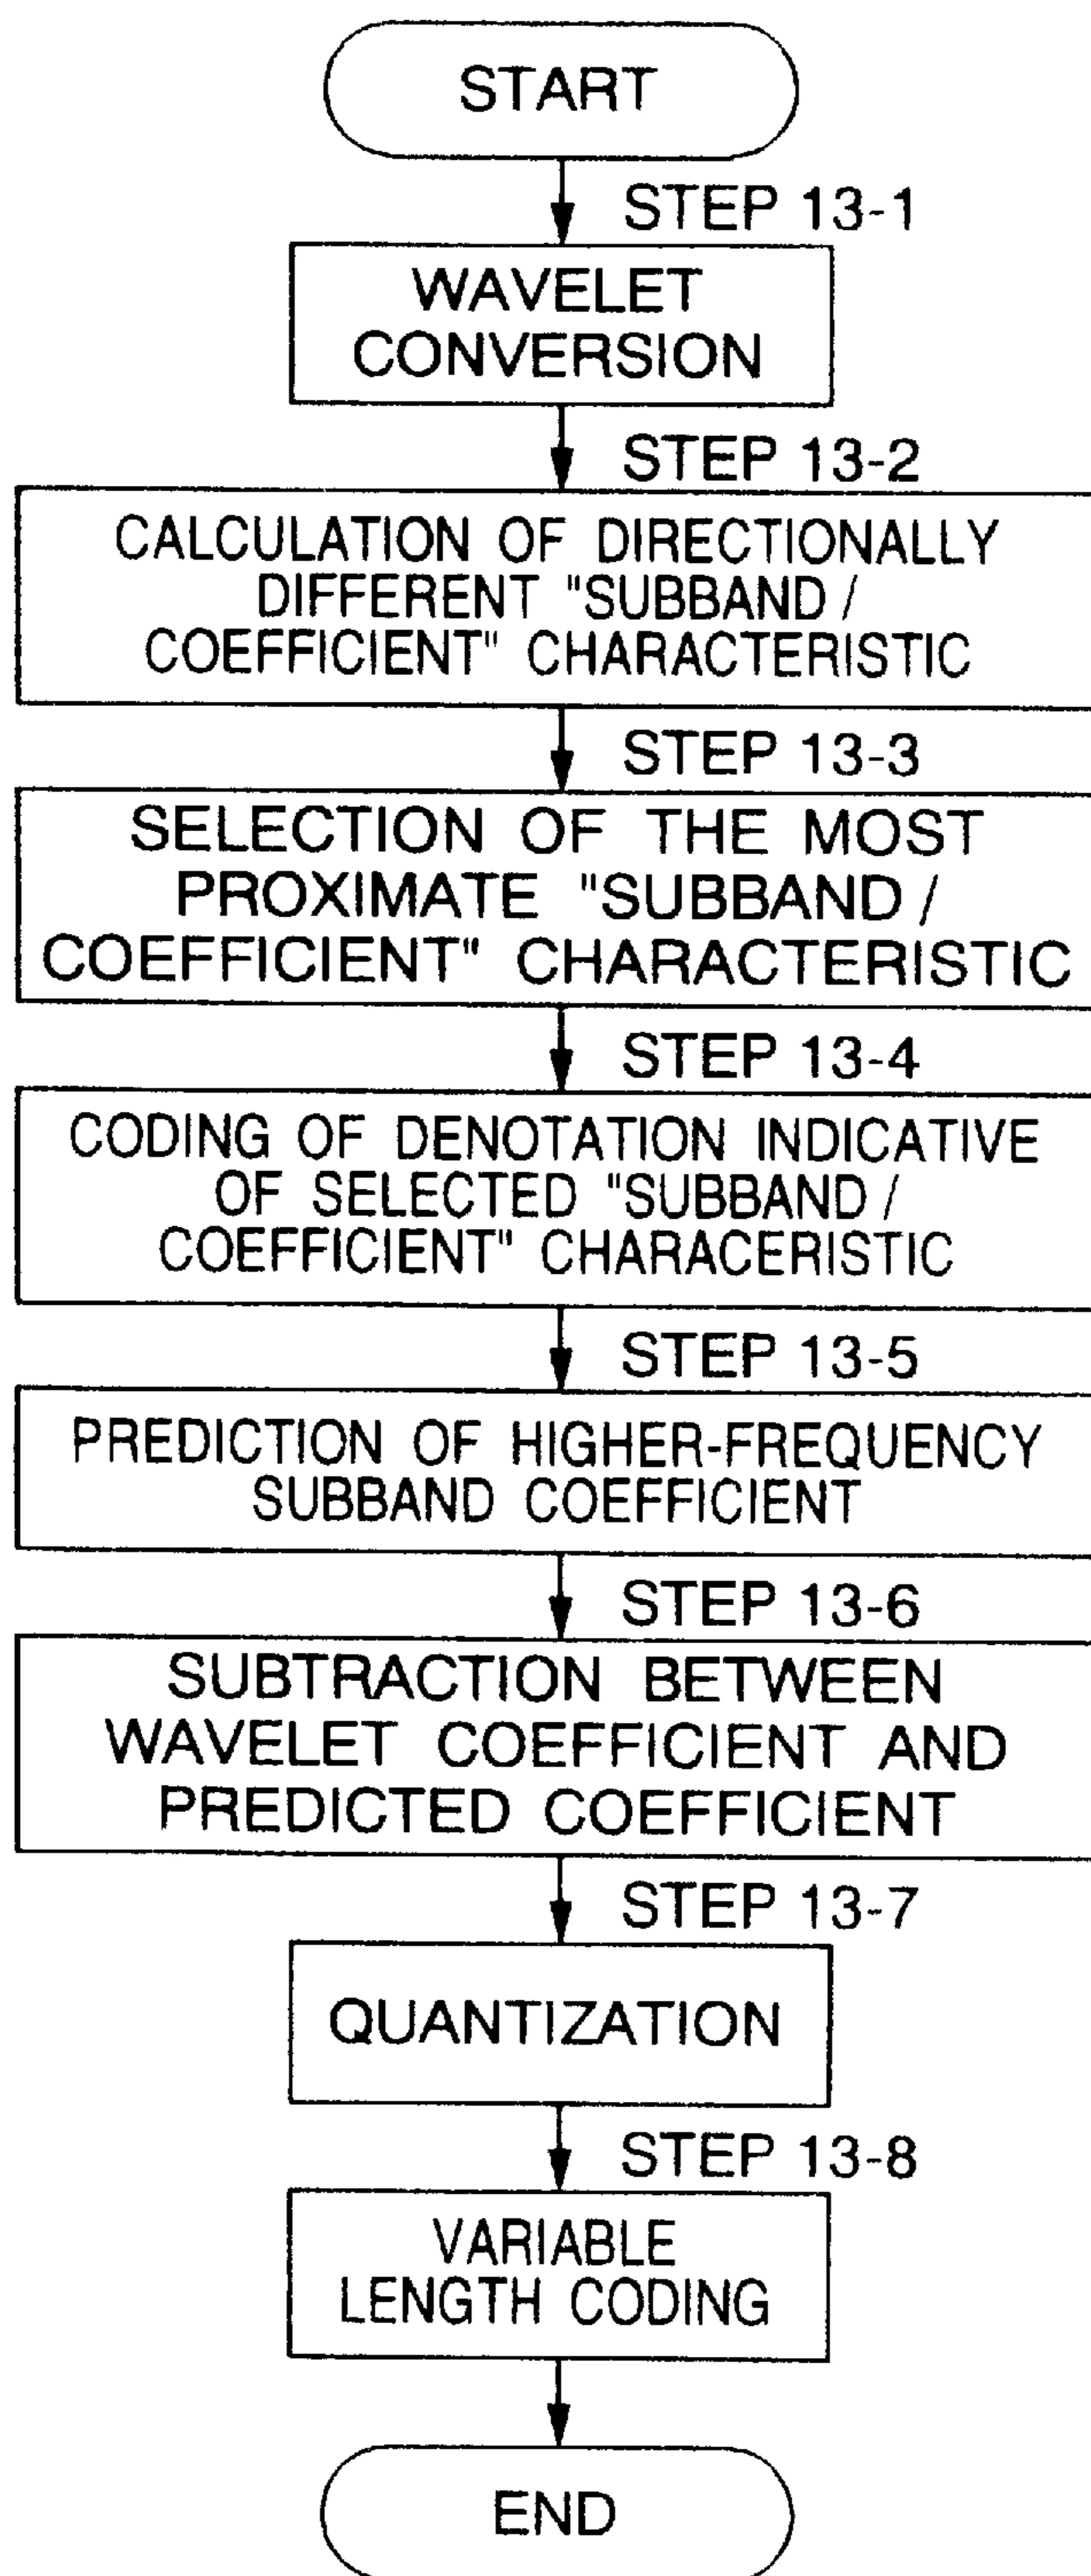 START
STEP 13-1
WAVELET
CONVERSION
STEP 13-2
CALCULATION OF DIRECTIONALLY
DIFFERENT "SUBBAND /
COEFFICIENT" CHARACTERISTIC
STEP 13-3
SELECTION OF THE MOST
PROXIMATE "SUBBAND /
COEFFICIENT" CHARACTERISTIC
STEP 13-4
CODING OF DENOTATION INDICATIVE
OF SELECTED "SUBBAND /
COEFFICIENT" CHARACERISTIC
STEP 13-5
PREDICTION OF HIGHER-FREQUENCY
SUBBAND COEFFICIENT
STEP 13-6
SUBTRACTION BETWEEN
WAVELET COEFFICIENT AND
PREDICTED COEFFICIENT
STEP 13-7
QUANTIZATION
STEP 13-8
VARIABLE
LENGTH CODING
END